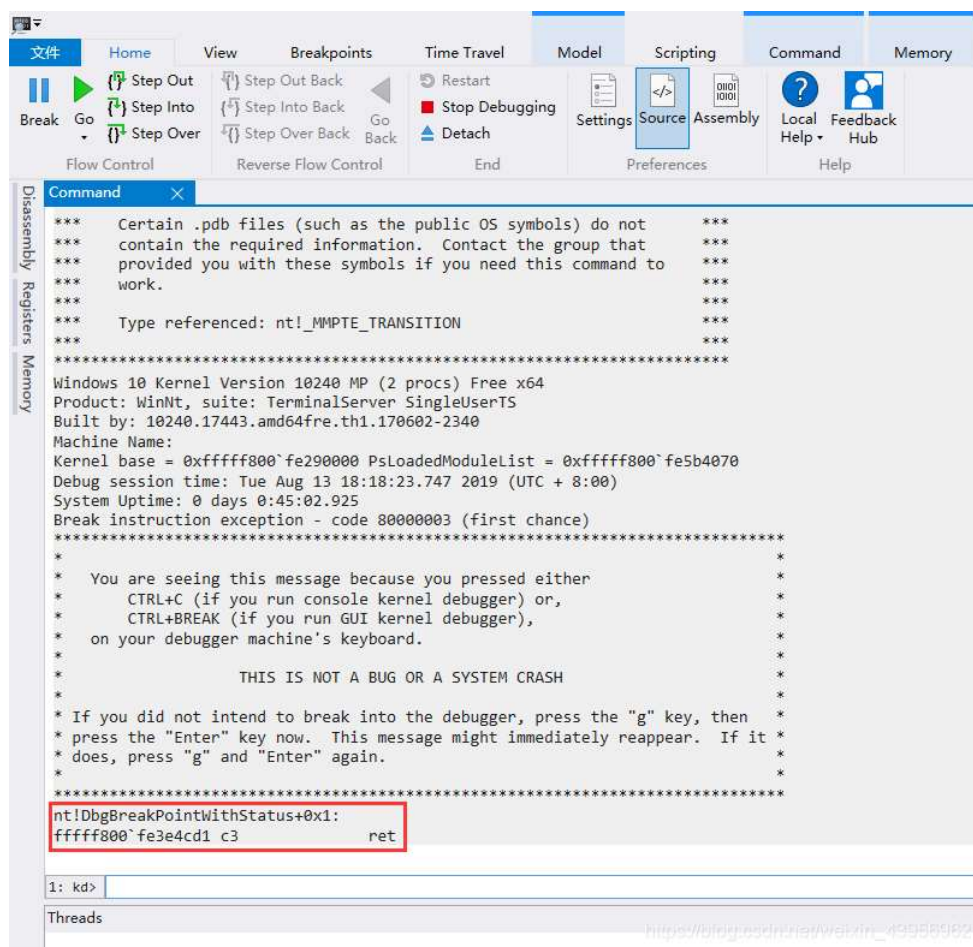 文件 Home View Breakpoints Time Travel Model Scripting Command Memory
Break
Go
{} Step Out
{} Step Into
{} Step Over
Flow Control
{} Step Out Back
{} Step Into Back
{} Step Over Back
Go Back
Reverse Flow Control
Restart
Stop Debugging
Detach
End
Settings
Source
Assembly
Preferences
Local Help
Feedback Hub
Help
Disassembly
Registers
Memory
Command
*** Certain .pdb files (such as the public OS symbols) do not ***
*** contain the required information. Contact the group that ***
*** provided you with these symbols if you need this command to ***
*** work. ***
*** ***
*** Type referenced: nt!_MMPTE_TRANSITION ***
*** ***
*************************************************************************
Windows 10 Kernel Version 10240 MP (2 procs) Free x64
Product: WinNt, suite: TerminalServer SingleUserTS
Built by: 10240.17443.amd64fre.th1.170602-2340
Machine Name:
Kernel base = 0xfffff800`fe290000 PsLoadedModuleList = 0xfffff800`fe5b4070
Debug session time: Tue Aug 13 18:18:23.747 2019 (UTC + 8:00)
System Uptime: 0 days 0:45:02.925
Break instruction exception - code 80000003 (first chance)
*******************************************************************************
* *
* You are seeing this message because you pressed either *
* CTRL+C (if you run console kernel debugger) or, *
* CTRL+BREAK (if you run GUI kernel debugger), *
* on your debugger machine's keyboard. *
* *
* THIS IS NOT A BUG OR A SYSTEM CRASH *
* *
* If you did not intend to break into the debugger, press the "g" key, then *
* press the "Enter" key now. This message might immediately reappear. If it *
* does, press "g" and "Enter" again. *
* *
*******************************************************************************
nt!DbgBreakPointWithStatus+0x1:
fffff800`fe3e4cd1 c3 ret
1: kd>
Threads
https://blog.csdn.net/weixin_43956962